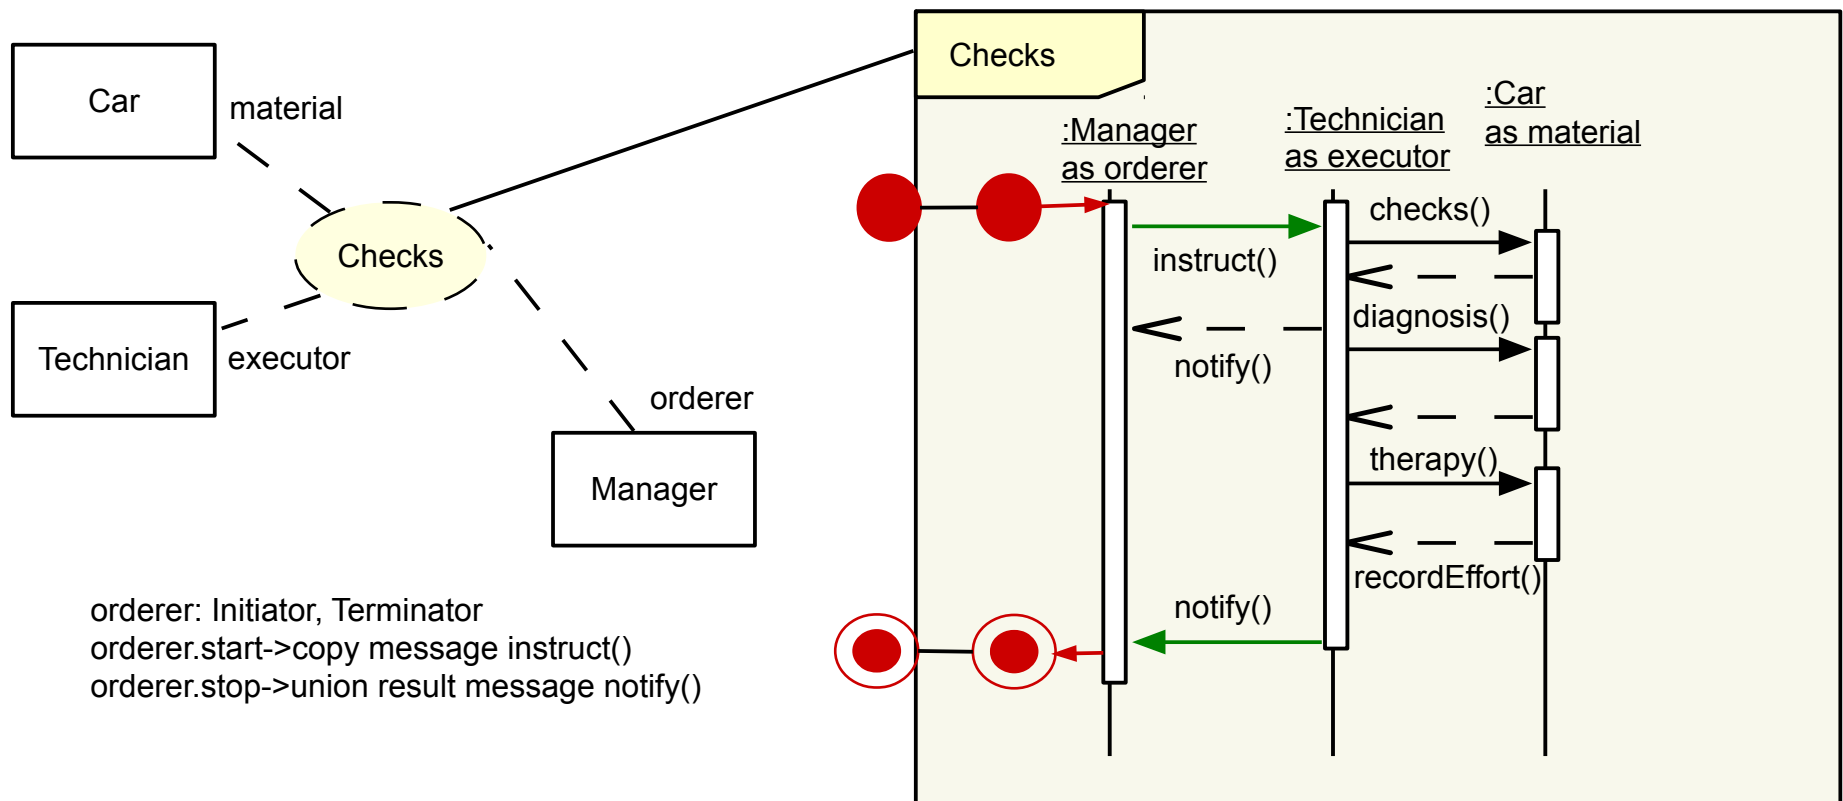 Car
material
Checks
Technician
executor
orderer
Manager
orderer: Initiator, Terminator
orderer.start->copy message instruct()
orderer.stop->union result message notify()
Checks
:Manager
as orderer
:Technician
as executor
:Car
as material
checks()
instruct()
diagnosis()
notify()
therapy()
recordEffort()
notify()